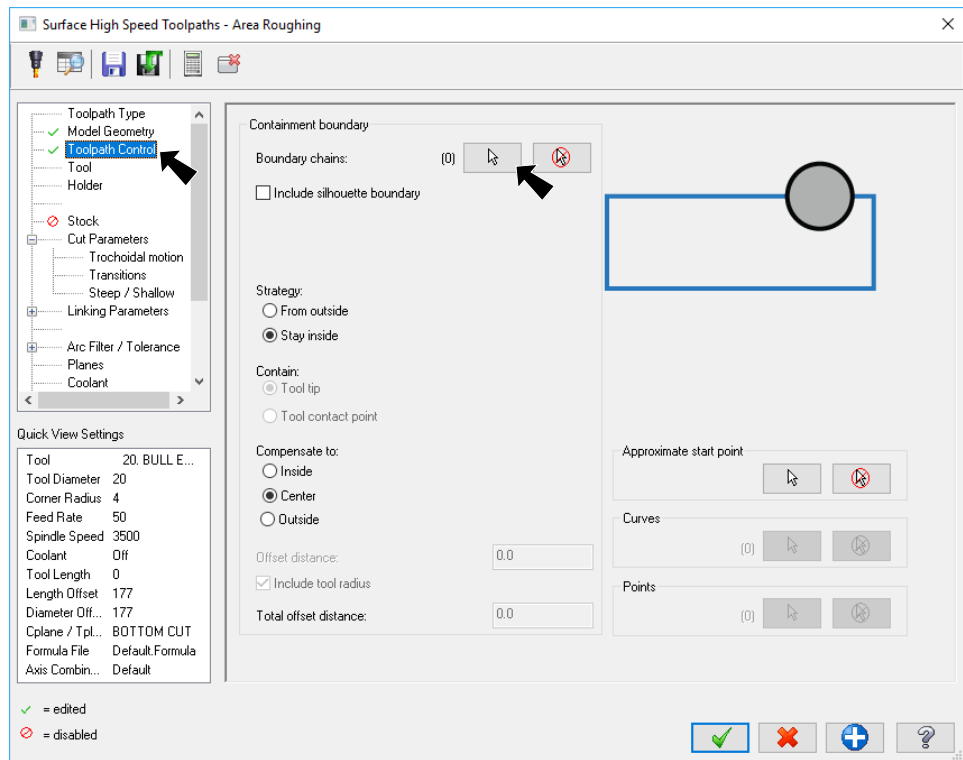 Surface High Speed Toolpaths - Area Roughing
Toolpath Type
Model Geometry
Toolpath Control
Tool
Holder
Stock
Cut Parameters
Trochoidal motion
Transitions
Steep / Shallow
Linking Parameters
Arc Filter / Tolerance
Planes
Coolant
Quick View Settings
Tool 20. BULL E...
Tool Diameter 20
Corner Radius 4
Feed Rate 50
Spindle Speed 3500
Coolant Off
Tool Length 0
Length Offset 177
Diameter Off... 177
Cplane / Tpl... BOTTOM CUT
Formula File Default.Formula
Axis Combin... Default
= edited
= disabled
Containment boundary
Boundary chains: (0)
Include silhouette boundary
Strategy:
From outside
Stay inside
Contain:
Tool tip
Tool contact point
Compensate to:
Inside
Center
Outside
Offset distance: 0.0
Include tool radius
Total offset distance: 0.0
Approximate start point
Curves
(0)
Points
(0)